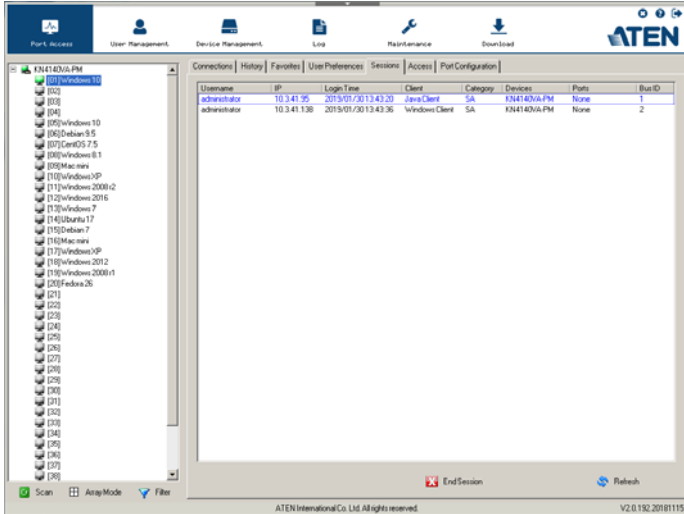 ATEN
Port Access User Management Device Management Log Maintenance Download
KN4140VA-PM
[01]Windows 10
[02]
[03]
[04]
[05]Windows 10
[06]Debian 9.5
[07]CentOS 7.5
[08]Windows 8.1
[09]Mac mini
[10]Windows XP
[11]Windows 2008 r2
[12]Windows 2016
[13]Windows 7
[14]Ubuntu 17
[15]Debian 7
[16]Mac mini
[17]Windows XP
[18]Windows 2012
[19]Windows 2008 r1
[20]Fedora 26
[21]
[22]
[23]
[24]
[25]
[26]
[27]
[28]
[29]
[30]
[31]
[32]
[33]
[34]
[35]
[36]
[37]
[38]
Scan Array Mode Filter
Connections History Favorites User Preferences Sessions Access Port Configuration
Username IP Login Time Client Category Devices Ports Bus ID
administrator 10.3.41.95 2019/01/30 13:43:20 Java Client SA KN4140VA-PM None 1
administrator 10.3.41.138 2019/01/30 13:43:36 Windows Client SA KN4140VA-PM None 2
End Session Refresh
ATEN International Co. Ltd. All rights reserved. V2.0.192.20181115